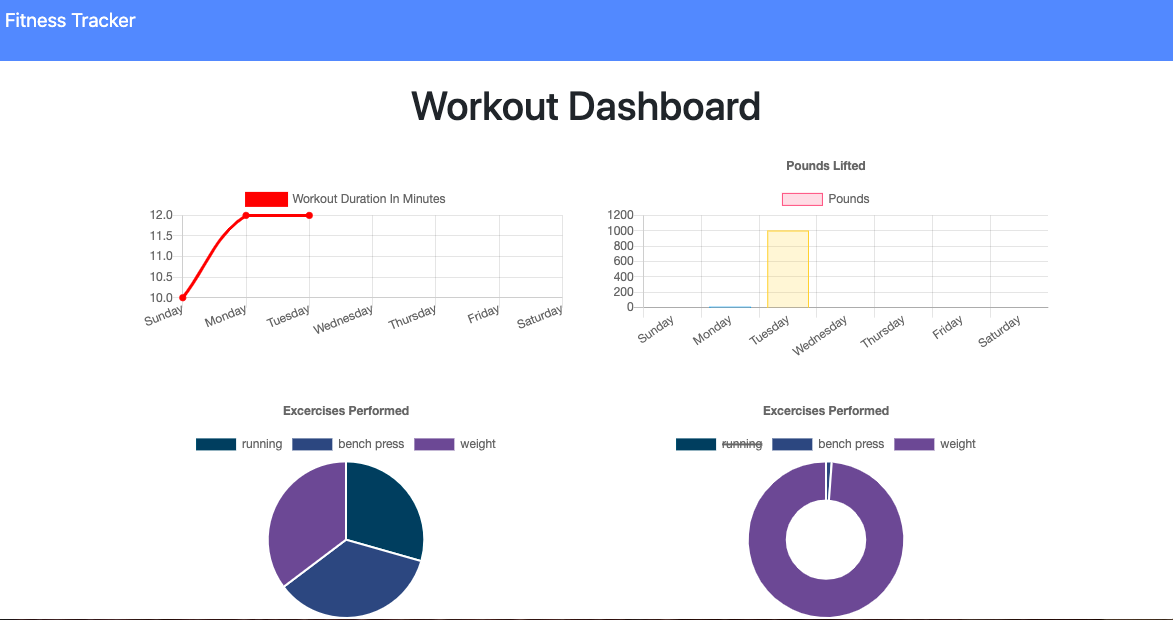 Fitness Tracker
Workout Dashboard
Workout Duration In Minutes
12.0
11.5
11.0
10.5
10.0
Sunday Monday Tuesday Wednesday Thursday Friday Saturday
Pounds Lifted
Pounds
1200
1000
800
600
400
200
0
Sunday Monday Tuesday Wednesday Thursday Friday Saturday
Excercises Performed
running bench press weight
Excercises Performed
running bench press weight